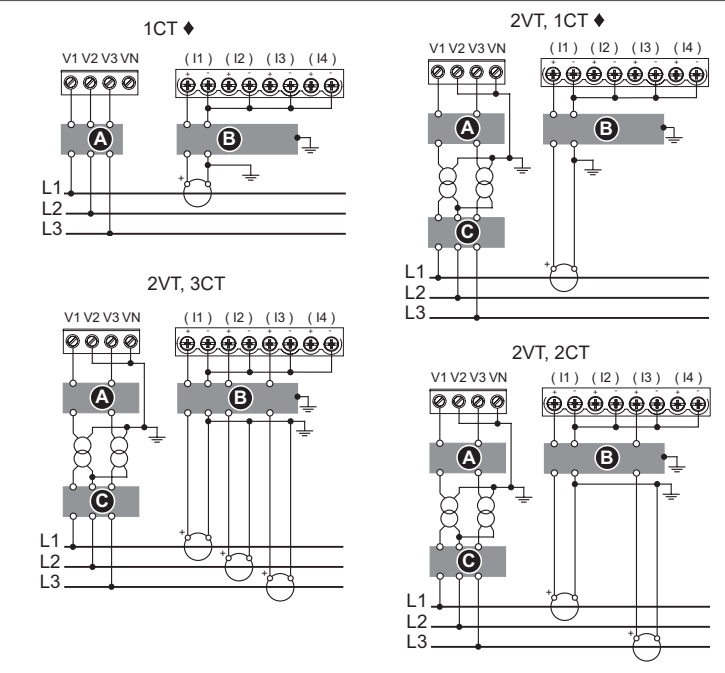 1CT ♦
V1 V2 V3 VN
( I1 ) ( I2 ) ( I3 ) ( I4 )
+ - + - + - + -
A
B
+
L1
L2
L3
2VT, 1CT ♦
V1 V2 V3 VN
( I1 ) ( I2 ) ( I3 ) ( I4 )
+ - + - + - + -
A
B
C
+
L1
L2
L3
2VT, 3CT
V1 V2 V3 VN
( I1 ) ( I2 ) ( I3 ) ( I4 )
+ - + - + - + -
A
B
C
L1
+
L2
+
L3
+
2VT, 2CT
V1 V2 V3 VN
( I1 ) ( I2 ) ( I3 ) ( I4 )
+ - + - + - + -
A
B
C
L1
+
L2
L3
+